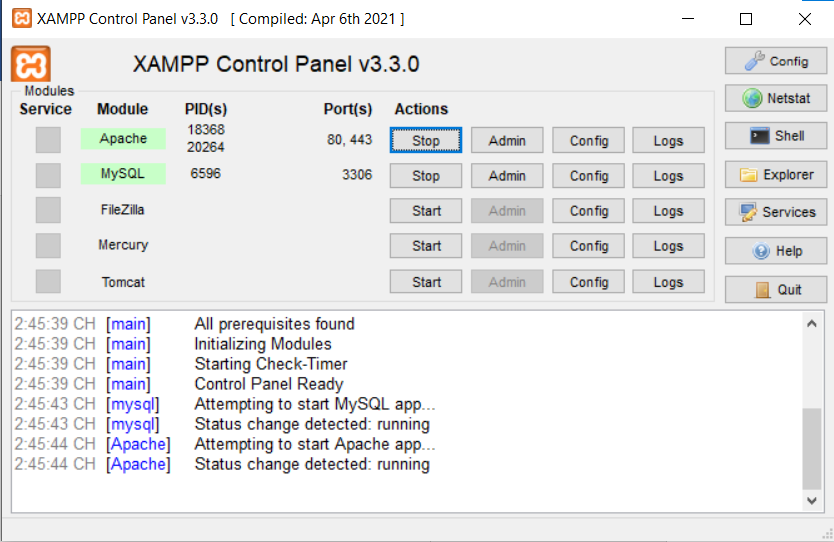 XAMPP Control Panel v3.3.0 [ Compiled: Apr 6th 2021 ]
XAMPP Control Panel v3.3.0
Config
Modules
Service Module PID(s) Port(s) Actions
Netstat
Apache 18368 20264 80, 443 Stop Admin Config Logs
Shell
MySQL 6596 3306 Stop Admin Config Logs
Explorer
FileZilla Start Admin Config Logs
Services
Mercury Start Admin Config Logs
Help
Tomcat Start Admin Config Logs
Quit
2:45:39 CH [main] All prerequisites found
2:45:39 CH [main] Initializing Modules
2:45:39 CH [main] Starting Check-Timer
2:45:39 CH [main] Control Panel Ready
2:45:43 CH [mysql] Attempting to start MySQL app...
2:45:43 CH [mysql] Status change detected: running
2:45:44 CH [Apache] Attempting to start Apache app...
2:45:44 CH [Apache] Status change detected: running